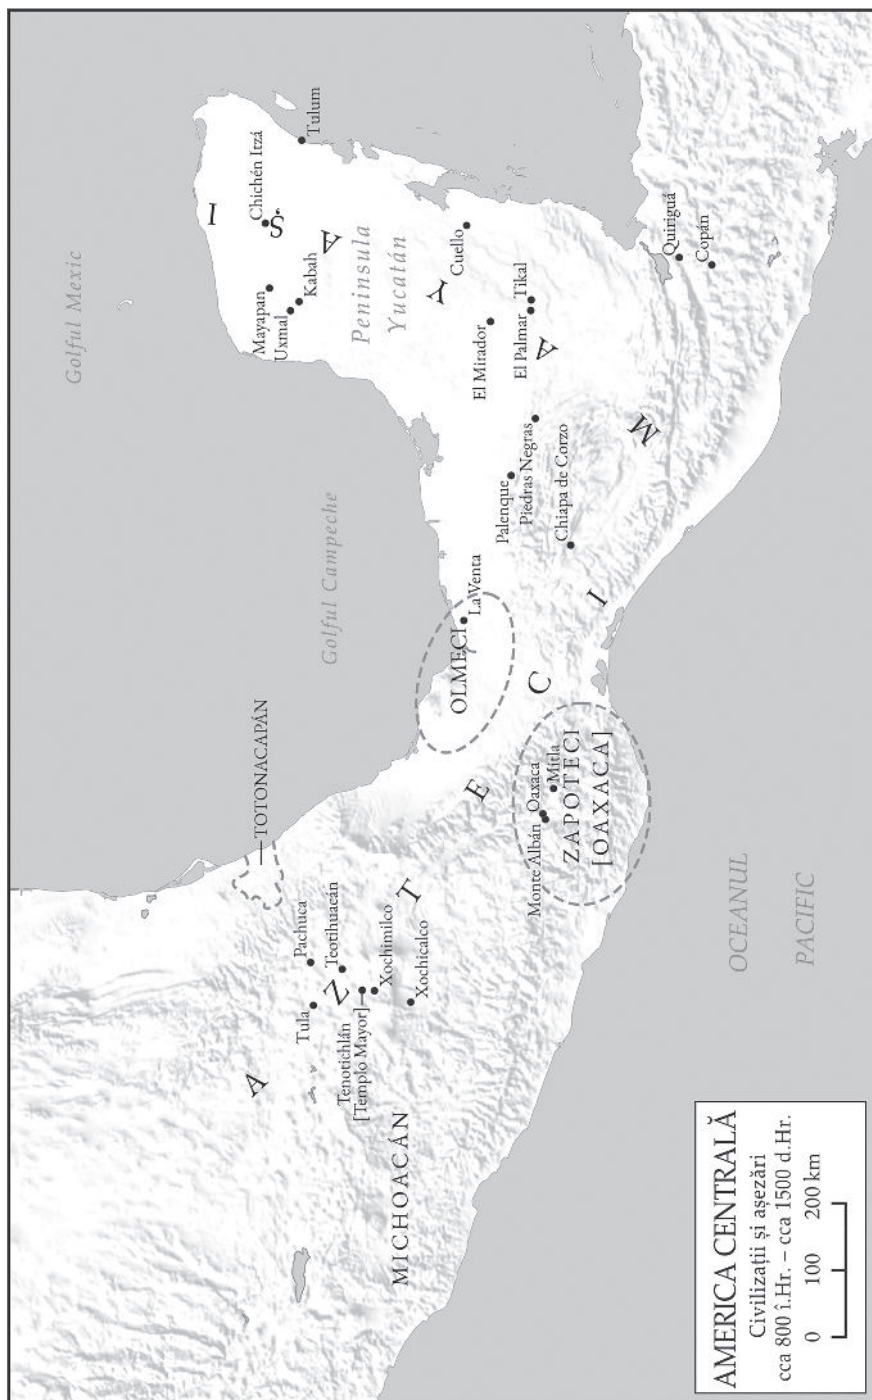 Golful Mexic
Golful Campeche
TOTONACAPÁN
AZTECI
Tula
Pachuca
Teotihuacán
Tenotichlán
[Templo Mayor]
Xochimilco
Xochicalco
MICHOACÁN
OLMECI
La Venta
Monte Albán
Oaxaca
Mitla
ZAPOTECI
[OAXACA]
MAYAȘI
Mayapan
Uxmal
Kabah
Chichén Itzá
Tulum
Peninsula
Yucatán
Cuello
El Mirador
El Palmar
Tikal
Palenque
Piedras Negras
Chiapa de Corzo
Quiriguá
Copán
OCEANUL
PACIFIC
AMERICA CENTRALĂ
Civilizații și așezări
cca 800 î.Hr. – cca 1500 d.Hr.
0 100 200 km